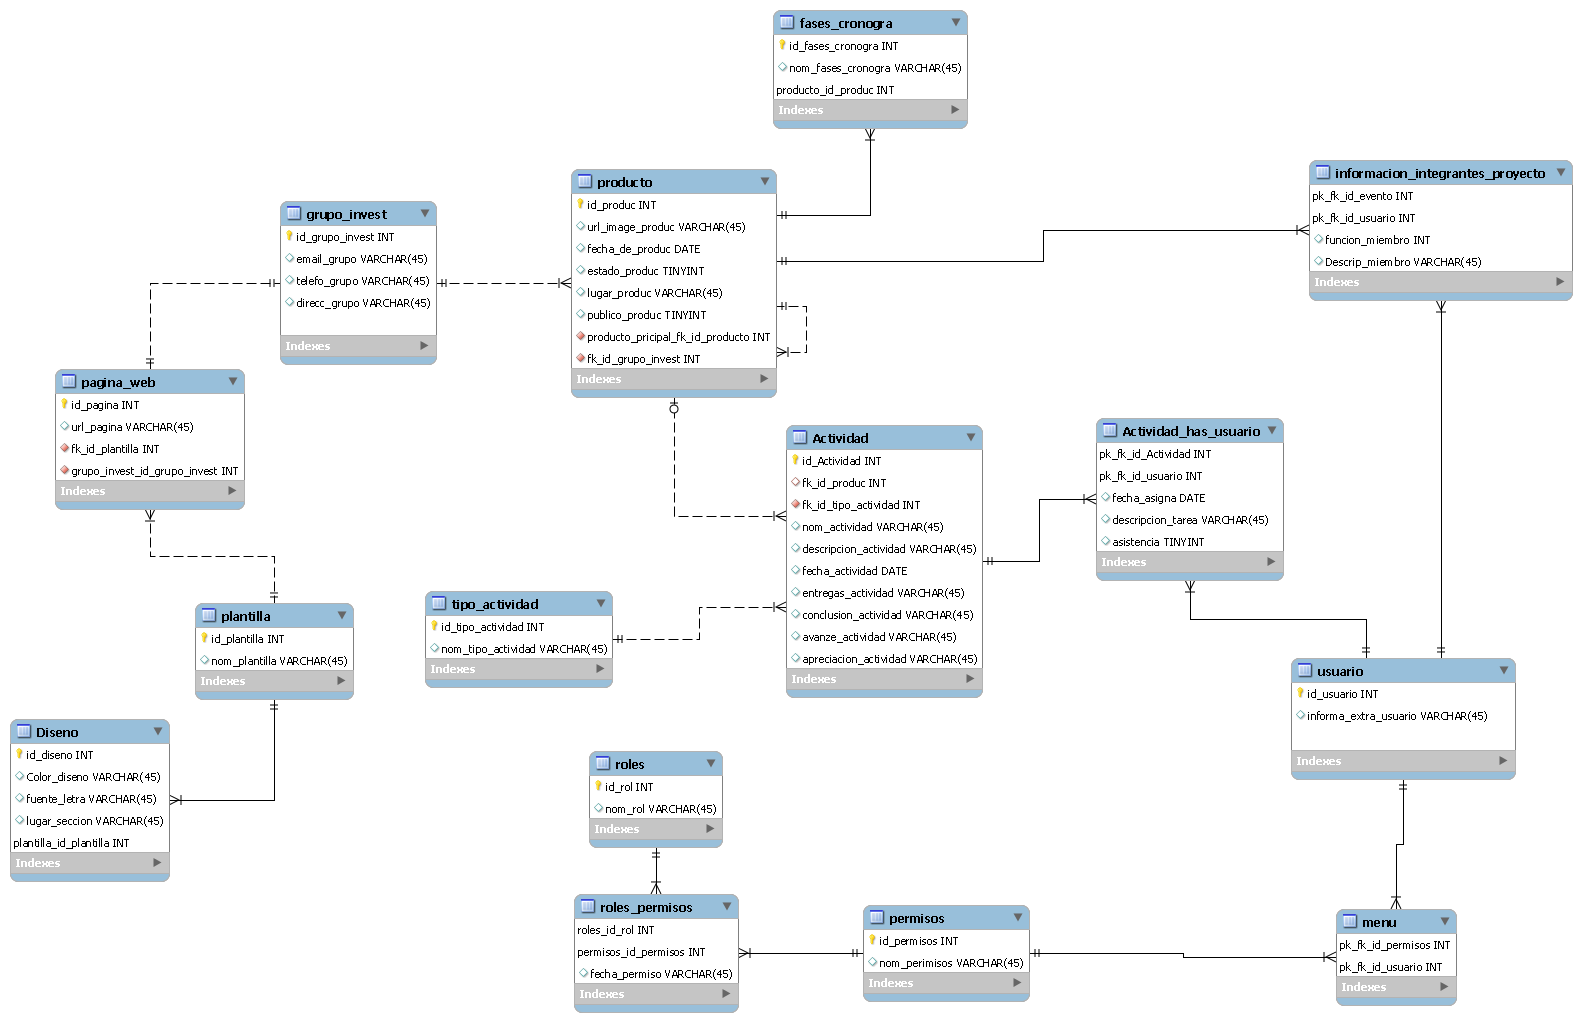 fases_cronogra
id_fases_cronogra INT
nom_fases_cronogra VARCHAR(45)
producto_id_produc INT
Indexes
informacion_integrantes_proyecto
pk_fk_id_evento INT
pk_fk_id_usuario INT
funcion_miembro INT
Descrip_miembro VARCHAR(45)
Indexes
producto
id_produc INT
url_image_produc VARCHAR(45)
fecha_de_produc DATE
estado_produc TINYINT
lugar_produc VARCHAR(45)
publico_produc TINYINT
producto_pricipal_fk_id_producto INT
fk_id_grupo_invest INT
Indexes
grupo_invest
id_grupo_invest INT
email_grupo VARCHAR(45)
telefo_grupo VARCHAR(45)
direcc_grupo VARCHAR(45)
Indexes
pagina_web
id_pagina INT
url_pagina VARCHAR(45)
fk_id_plantilla INT
grupo_invest_id_grupo_invest INT
Indexes
Actividad
id_Actividad INT
fk_id_produc INT
fk_id_tipo_actividad INT
nom_actividad VARCHAR(45)
descripcion_actividad VARCHAR(45)
fecha_actividad DATE
entregas_actividad VARCHAR(45)
conclusion_actividad VARCHAR(45)
avanze_actividad VARCHAR(45)
apreciacion_actividad VARCHAR(45)
Indexes
Actividad_has_usuario
pk_fk_id_Actividad INT
pk_fk_id_usuario INT
fecha_asigna DATE
descripcion_tarea VARCHAR(45)
asistencia TINYINT
Indexes
tipo_actividad
id_tipo_actividad INT
nom_tipo_actividad VARCHAR(45)
Indexes
plantilla
id_plantilla INT
nom_plantilla VARCHAR(45)
Indexes
usuario
id_usuario INT
informa_extra_usuario VARCHAR(45)
Indexes
Diseno
id_diseno INT
Color_diseno VARCHAR(45)
fuente_letra VARCHAR(45)
lugar_seccion VARCHAR(45)
plantilla_id_plantilla INT
Indexes
roles
id_rol INT
nom_rol VARCHAR(45)
Indexes
roles_permisos
roles_id_rol INT
permisos_id_permisos INT
fecha_permiso VARCHAR(45)
Indexes
permisos
id_permisos INT
nom_perimisos VARCHAR(45)
Indexes
menu
pk_fk_id_permisos INT
pk_fk_id_usuario INT
Indexes